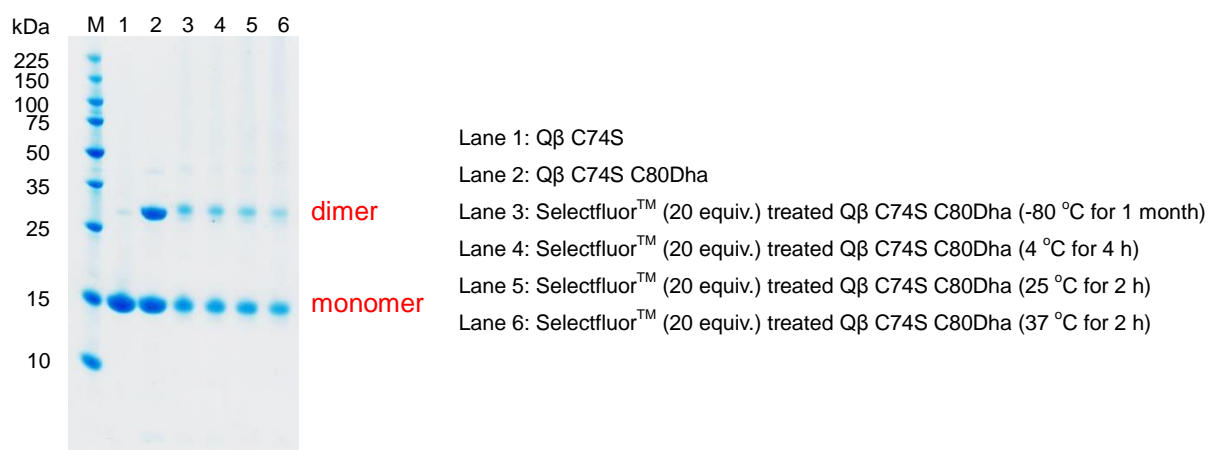 kDa M 1 2 3 4 5 6
225
150
100
75
50
35
25
15
10
dimer
monomer
Lane 1: Qβ C74S
Lane 2: Qβ C74S C80Dha
Lane 3: Selectfluor™ (20 equiv.) treated Qβ C74S C80Dha (-80 °C for 1 month)
Lane 4: Selectfluor™ (20 equiv.) treated Qβ C74S C80Dha (4 °C for 4 h)
Lane 5: Selectfluor™ (20 equiv.) treated Qβ C74S C80Dha (25 °C for 2 h)
Lane 6: Selectfluor™ (20 equiv.) treated Qβ C74S C80Dha (37 °C for 2 h)